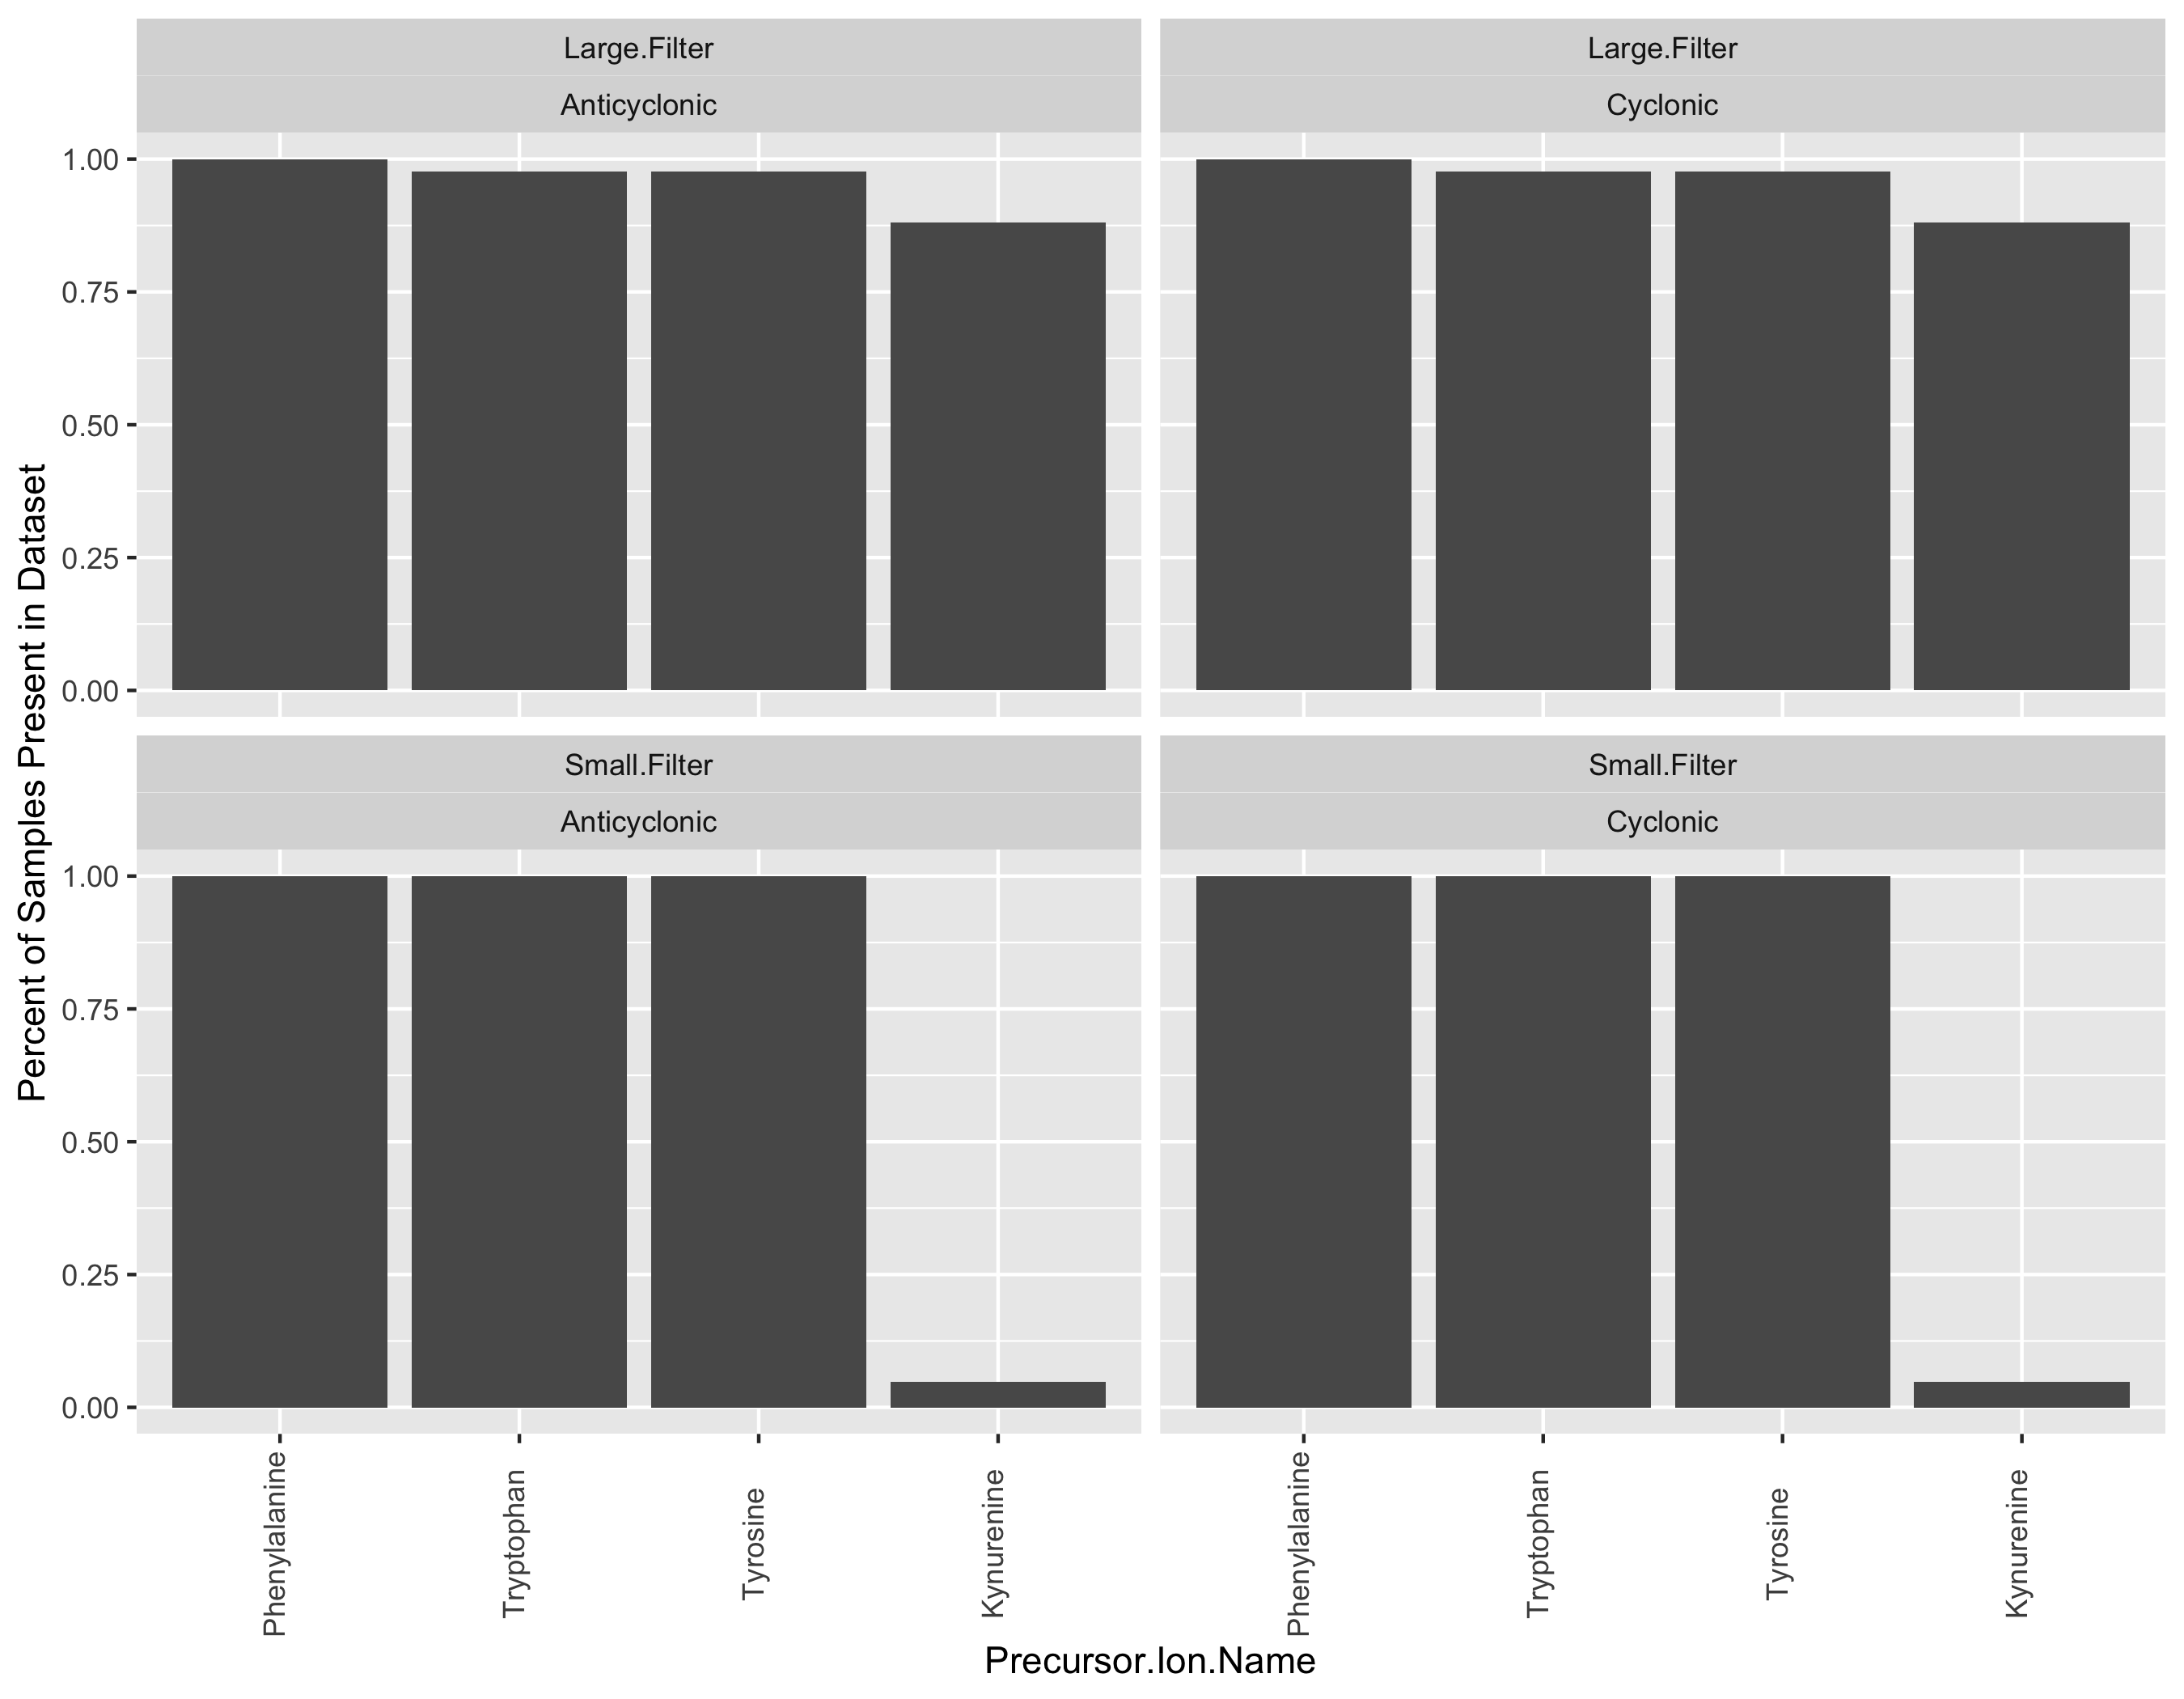 Large.Filter
Large.Filter
Anticyclonic
Cyclonic
1.00
0.75
0.50
0.25
0.00
Percent of Samples Present in Dataset
Small.Filter
Small.Filter
Anticyclonic
Cyclonic
1.00
0.75
0.50
0.25
0.00
Phenylalanine
Tryptophan
Tyrosine
Kynurenine
Phenylalanine
Tryptophan
Tyrosine
Kynurenine
Precursor.Ion.Name